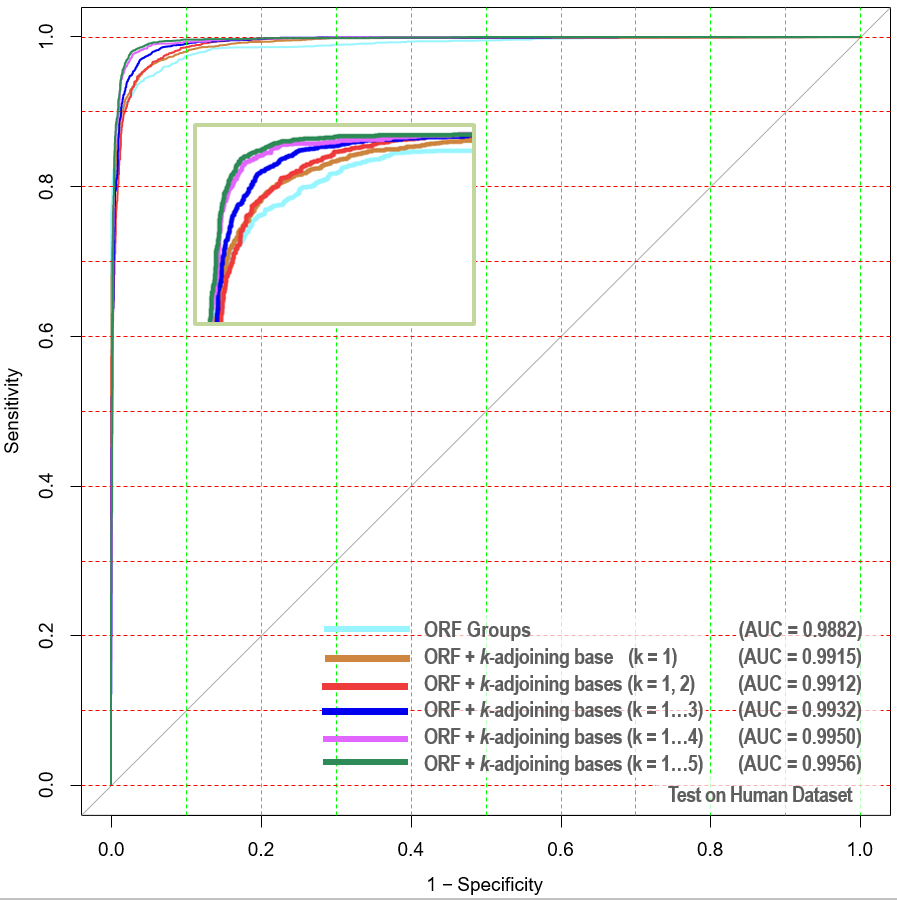 1.0
0.8
0.6
0.4
0.2
0.0
Sensitivity
ORF Groups (AUC = 0.9882)
ORF + k-adjoining base (k = 1) (AUC = 0.9915)
ORF + k-adjoining bases (k = 1, 2) (AUC = 0.9912)
ORF + k-adjoining bases (k = 1...3) (AUC = 0.9932)
ORF + k-adjoining bases (k = 1...4) (AUC = 0.9950)
ORF + k-adjoining bases (k = 1...5) (AUC = 0.9956)
Test on Human Dataset
0.0 0.2 0.4 0.6 0.8 1.0
1 − Specificity